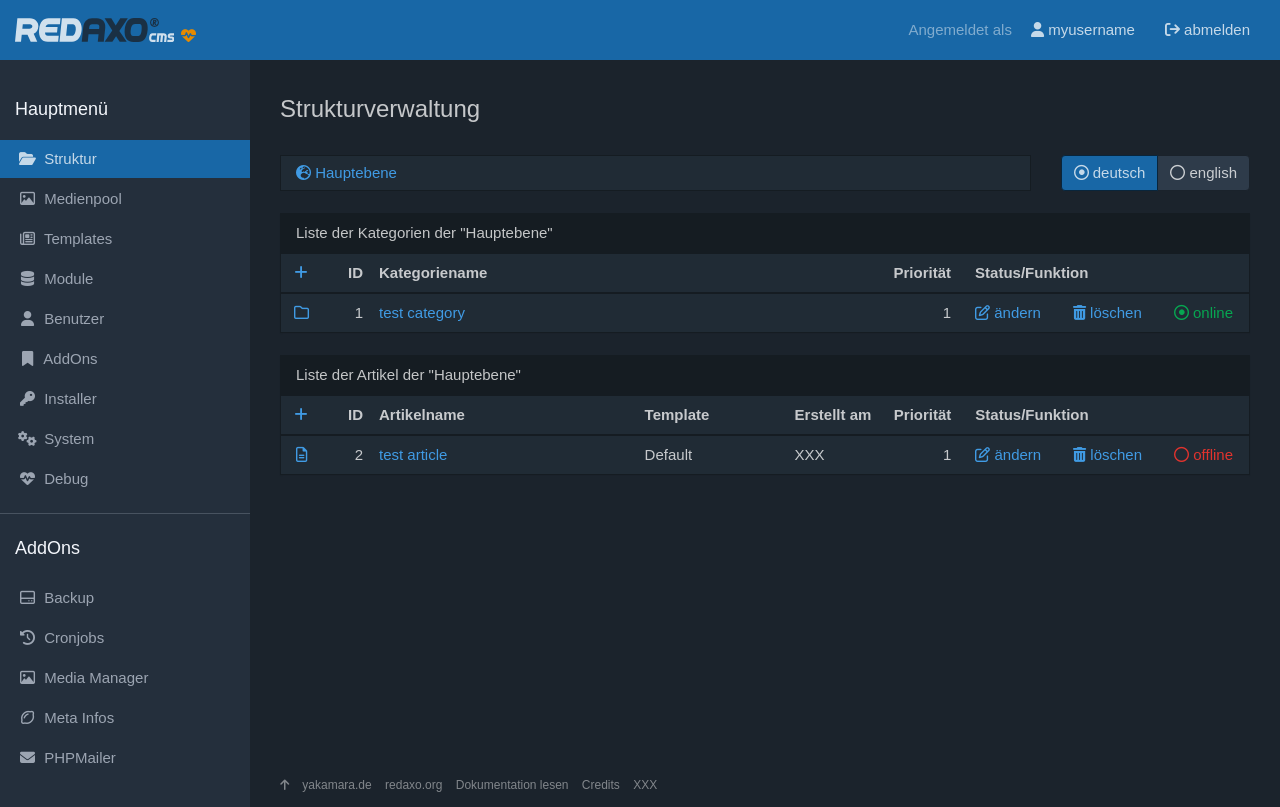 REDAXO® cms Angemeldet als myusername abmelden
Hauptmenü
Struktur
Medienpool
Templates
Module
Benutzer
AddOns
Installer
System
Debug
AddOns
Backup
Cronjobs
Media Manager
Meta Infos
PHPMailer
Strukturverwaltung
Hauptebene deutsch english
Liste der Kategorien der "Hauptebene"
ID Kategoriename Priorität Status/Funktion
1 test category 1 ändern löschen online
Liste der Artikel der "Hauptebene"
ID Artikelname Template Erstellt am Priorität Status/Funktion
2 test article Default XXX 1 ändern löschen offline
yakamara.de redaxo.org Dokumentation lesen Credits XXX